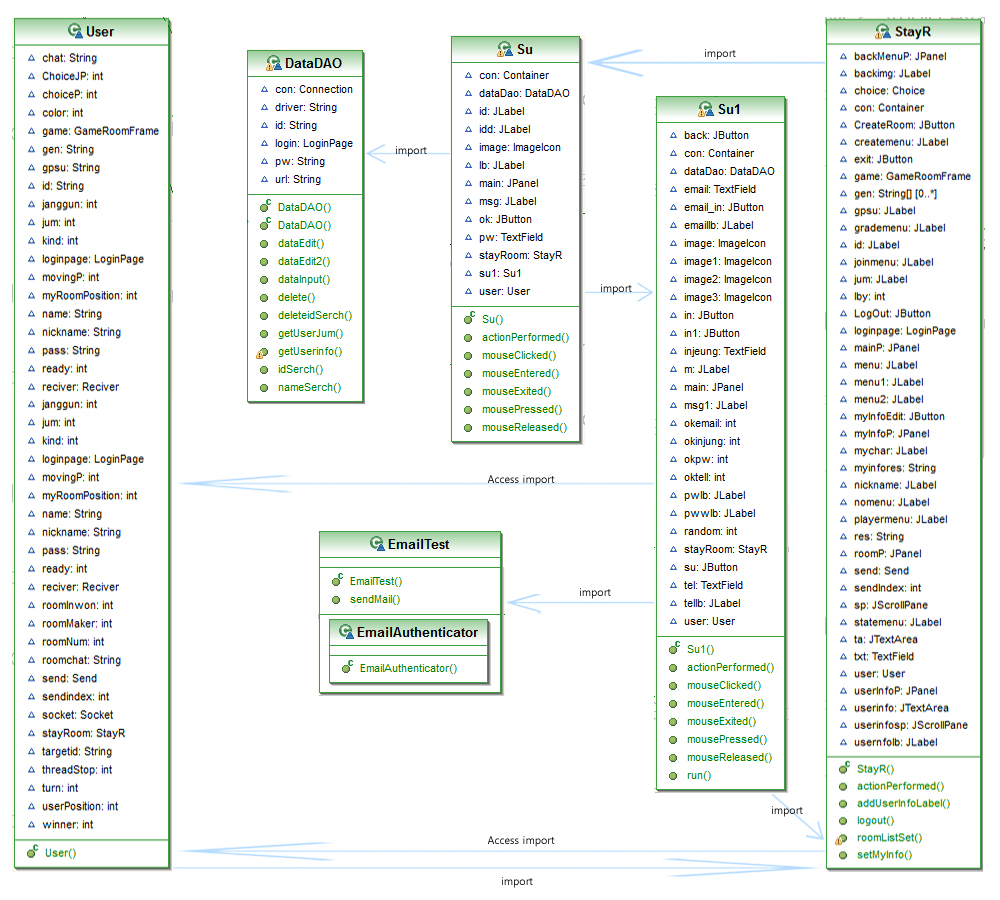 User
chat: String
ChoiceJP: int
choiceP: int
color: int
game: GameRoomFrame
gen: String
gpsu: String
id: String
janggun: int
jum: int
kind: int
loginpage: LoginPage
movingP: int
myRoomPosition: int
name: String
nickname: String
pass: String
ready: int
reciver: Reciver
janggun: int
jum: int
kind: int
loginpage: LoginPage
movingP: int
myRoomPosition: int
name: String
nickname: String
pass: String
ready: int
reciver: Reciver
roomInwon: int
roomMaker: int
roomNum: int
roomchat: String
send: Send
sendindex: int
socket: Socket
stayRoom: StayR
targetid: String
threadStop: int
turn: int
userPosition: int
winner: int
User()
DataDAO
con: Connection
driver: String
id: String
login: LoginPage
pw: String
url: String
DataDAO()
DataDAO()
dataEdit()
dataEdit2()
dataInput()
delete()
deleteidSerch()
getUserJum()
getUserinfo()
idSerch()
nameSerch()
import
Su
con: Container
dataDao: DataDAO
id: JLabel
idd: JLabel
image: ImageIcon
lb: JLabel
main: JPanel
msg: JLabel
ok: JButton
pw: TextField
stayRoom: StayR
su1: Su1
user: User
Su()
actionPerformed()
mouseClicked()
mouseEntered()
mouseExited()
mousePressed()
mouseReleased()
import
import
Su1
back: JButton
con: Container
dataDao: DataDAO
email: TextField
email_in: JButton
emaillb: JLabel
image: ImageIcon
image1: ImageIcon
image2: ImageIcon
image3: ImageIcon
in: JButton
in1: JButton
injeung: TextField
m: JLabel
main: JPanel
msg1: JLabel
okemail: int
okinjung: int
okpw: int
oktell: int
pwlb: JLabel
pwwlb: JLabel
random: int
stayRoom: StayR
su: JButton
tel: TextField
tellb: JLabel
user: User
Su1()
actionPerformed()
mouseClicked()
mouseEntered()
mouseExited()
mousePressed()
mouseReleased()
run()
Access import
EmailTest
EmailTest()
sendMail()
EmailAuthenticator
EmailAuthenticator()
import
import
Access import
import
StayR
backMenuP: JPanel
backimg: JLabel
choice: Choice
con: Container
CreateRoom: JButton
createmenu: JLabel
exit: JButton
game: GameRoomFrame
gen: String[] [0..*]
gpsu: JLabel
grademenu: JLabel
id: JLabel
joinmenu: JLabel
jum: JLabel
lby: int
LogOut: JButton
loginpage: LoginPage
mainP: JPanel
menu: JLabel
menu1: JLabel
menu2: JLabel
myInfoEdit: JButton
myInfoP: JPanel
mychar: JLabel
myinfores: String
nickname: JLabel
nomenu: JLabel
playermenu: JLabel
res: String
roomP: JPanel
send: Send
sendIndex: int
sp: JScrollPane
statemenu: JLabel
ta: JTextArea
txt: TextField
user: User
userInfoP: JPanel
userinfo: JTextArea
userinfosp: JScrollPane
usernfolb: JLabel
StayR()
actionPerformed()
addUserInfoLabel()
logout()
roomListSet()
setMyInfo()